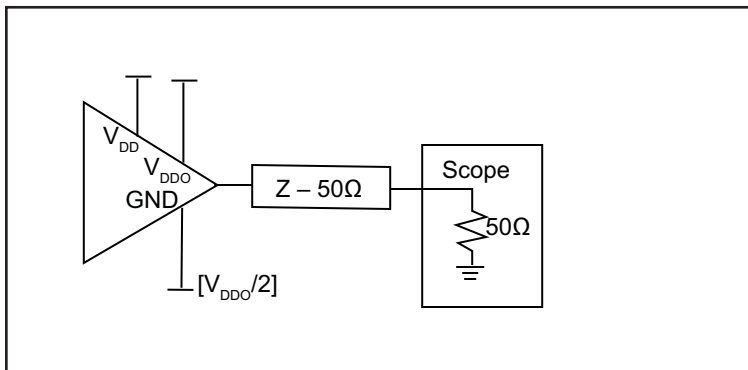 V_DD
V_DDO
GND
Z – 50Ω
[V_DDO/2]
Scope
50Ω